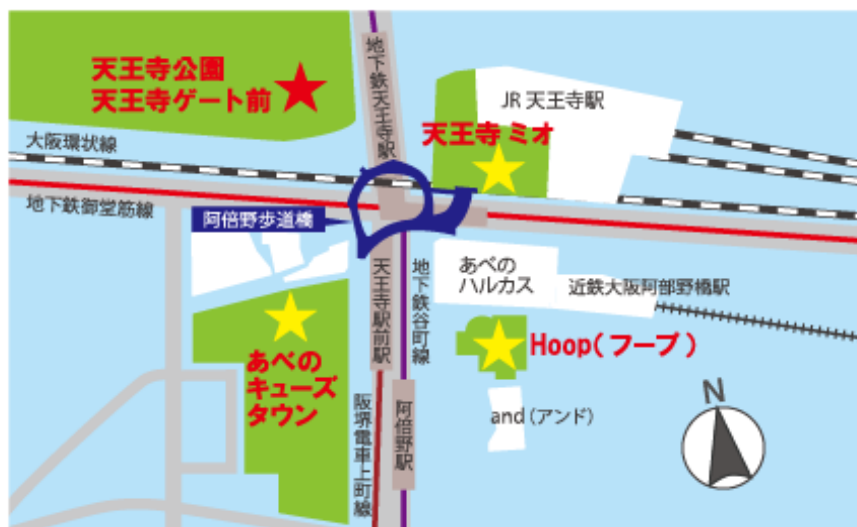 天王寺公園
天王寺ゲート前
地下鉄天王寺駅
JR 天王寺駅
天王寺 ミオ
大阪環状線
地下鉄御堂筋線
阿倍野歩道橋
あべの
ハルカス
近鉄大阪阿部野橋駅
天王寺駅前駅
地下鉄谷町線
Hoop( フープ )
あべの
キューズ
タウン
阪堺電車上町線
阿倍野駅
and (アンド)
N